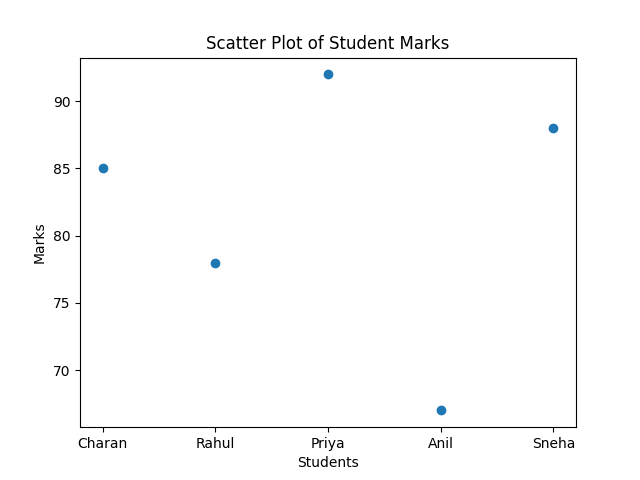 Scatter Plot of Student Marks
90
85
80
75
70
Marks
Charan Rahul Priya Anil Sneha
Students